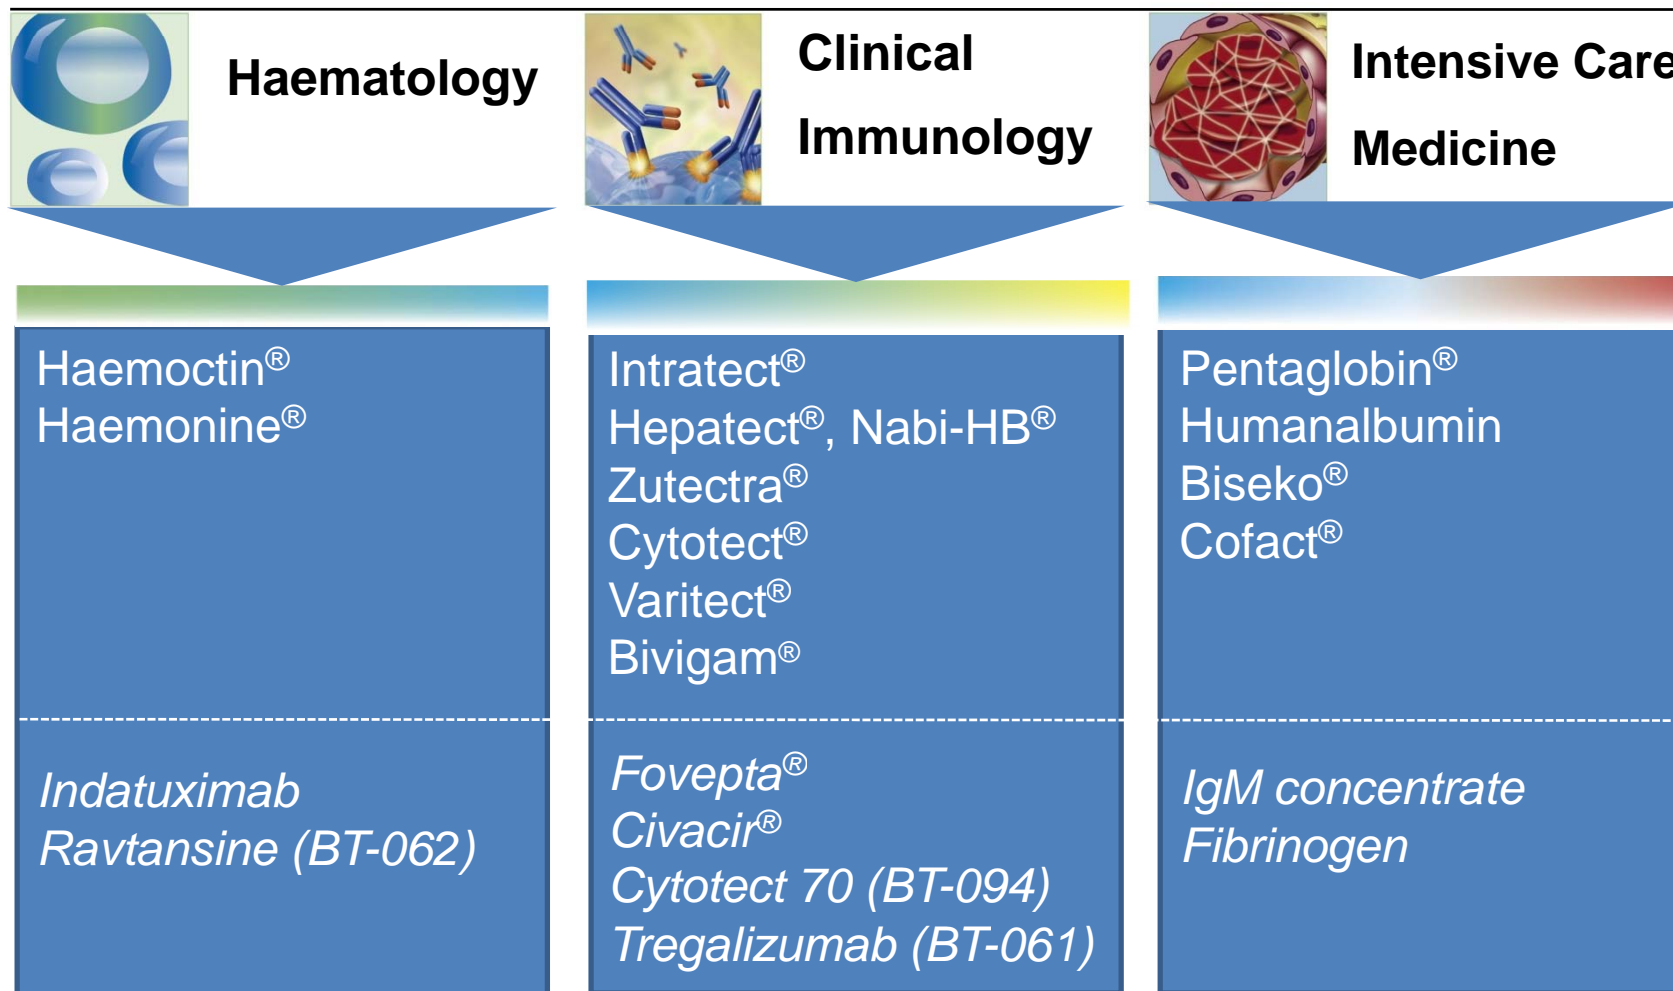 Haematology
Haemoctin®
Haemonine®
Indatuximab
Ravtansine (BT-062)
Clinical
Immunology
Intratect®
Hepatect®, Nabi-HB®
Zutectra®
Cytotect®
Varitect®
Bivigam®
Fovepta®
Civacir®
Cytotect 70 (BT-094)
Tregalizumab (BT-061)
Intensive Care
Medicine
Pentaglobin®
Humanalbumin
Biseko®
Cofact®
IgM concentrate
Fibrinogen